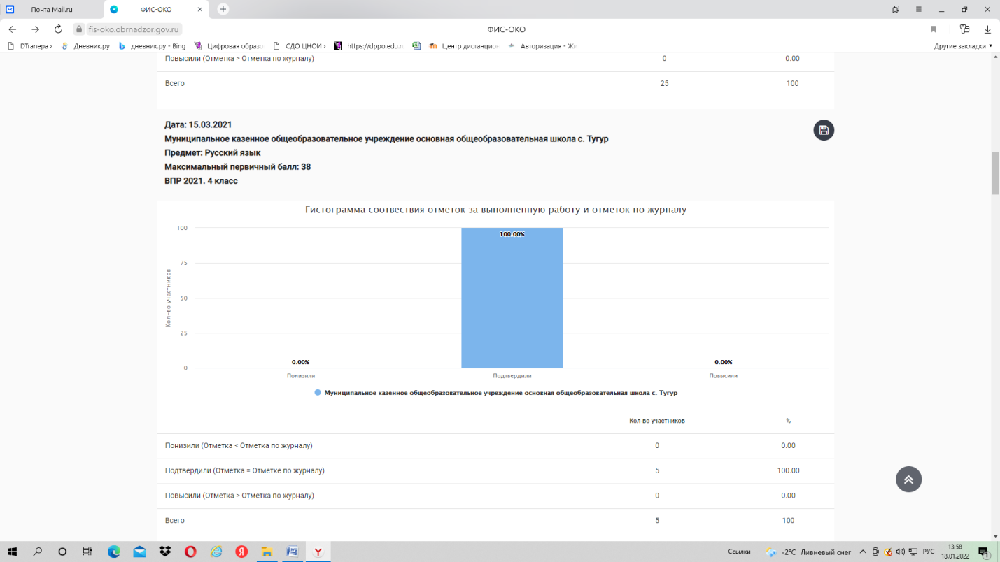 Почта Mail.ru
ФИС-ОКО
fis-oko.obrnadzor.gov.ru
ФИС-ОКО
DTranера ›
Дневник.ру
дневник.ру - Bing
Цифровая образо
СДО ЦНОИ ›
https://dppo.edu.ru
Центр дистанцион
Авторизация - Жи
Другие закладки
Повысили (Отметка > Отметка по журналу) 0 0.00
Всего 25 100
Дата: 15.03.2021
Муниципальное казенное общеобразовательное учреждение основная общеобразовательная школа с. Тугур
Предмет: Русский язык
Максимальный первичный балл: 38
ВПР 2021. 4 класс
Гистограмма соотвествия отметок за выполненную работу и отметок по журналу
Кол-во участников
100
75
50
25
0
0.00%
100.00%
0.00%
Понизили
Подтвердили
Повысили
Муниципальное казенное общеобразовательное учреждение основная общеобразовательная школа с. Тугур
Кол-во участников %
Понизили (Отметка < Отметка по журналу) 0 0.00
Подтвердили (Отметка = Отметке по журналу) 5 100.00
Повысили (Отметка > Отметка по журналу) 0 0.00
Всего 5 100
Ссылки
-2°C Ливневый снег
РУС
13:58
18.01.2022